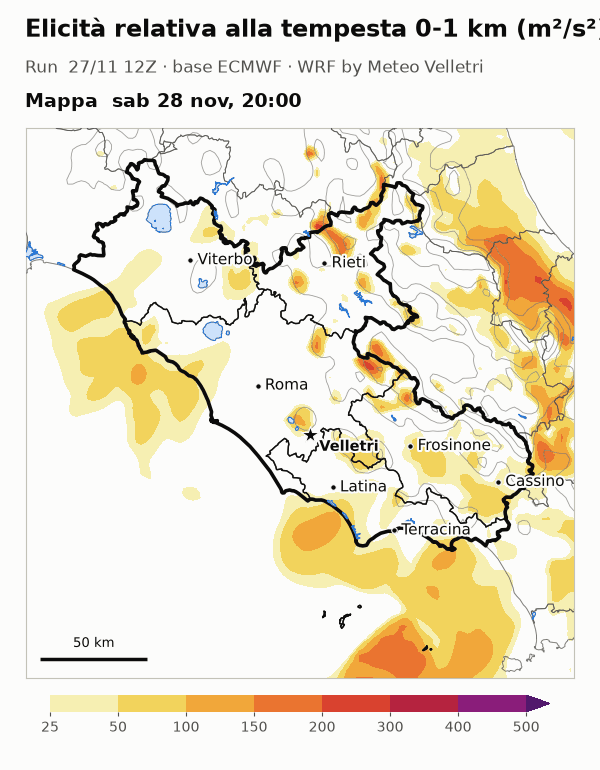 Elicità relativa alla tempesta 0-1 km (m²/s²)
Run  27/11 12Z · base ECMWF · WRF by Meteo Velletri
Mappa  sab 28 nov, 20:00
Viterbo
Rieti
Roma
Velletri
Frosinone
Latina
Cassino
Terracina
50 km
25 50 100 150 200 300 400 500